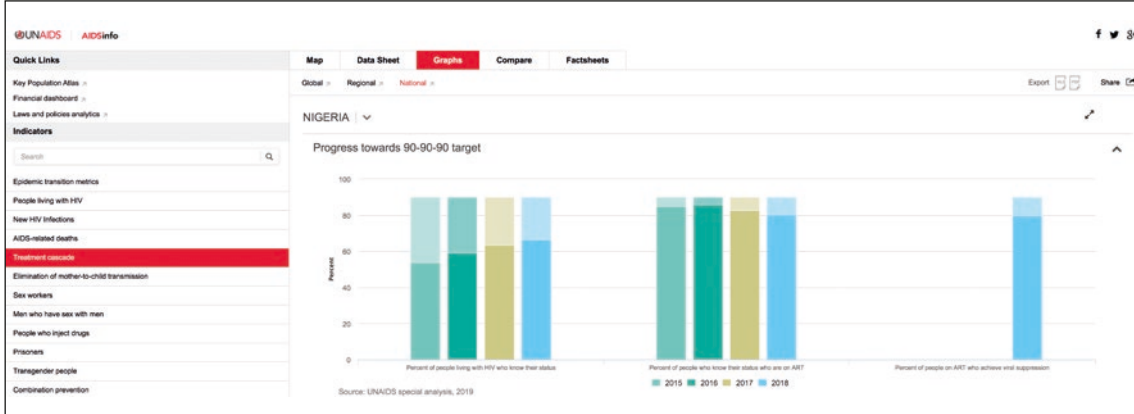 UNAIDS | AIDSinfo
Quick Links
Key Population Atlas
Financial dashboard
Laws and policies analytics
Indicators
Search
Epidemic transition metrics
People living with HIV
New HIV Infections
AIDS-related deaths
Treatment cascade
Elimination of mother-to-child transmission
Sex workers
Men who have sex with men
People who inject drugs
Prisoners
Transgender people
Combination prevention
Map Data Sheet Graphs Compare Factsheets
Global Regional National
Export Share
NIGERIA
Progress towards 90-90-90 target
Percent
100
80
60
40
20
0
Percent of people living with HIV who know their status
Percent of people who know their status who are on ART
Percent of people on ART who achieve viral suppression
2015 2016 2017 2018
Source: UNAIDS special analysis, 2019